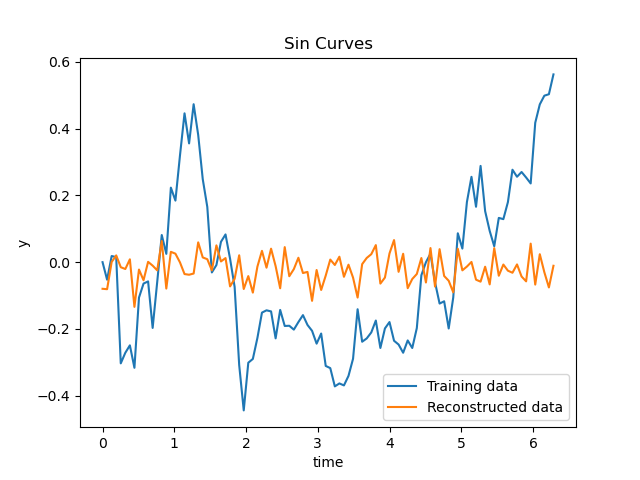 Sin Curves
y
0.6
0.4
0.2
0.0
−0.2
−0.4
0 1 2 3 4 5 6
time
Training data
Reconstructed data